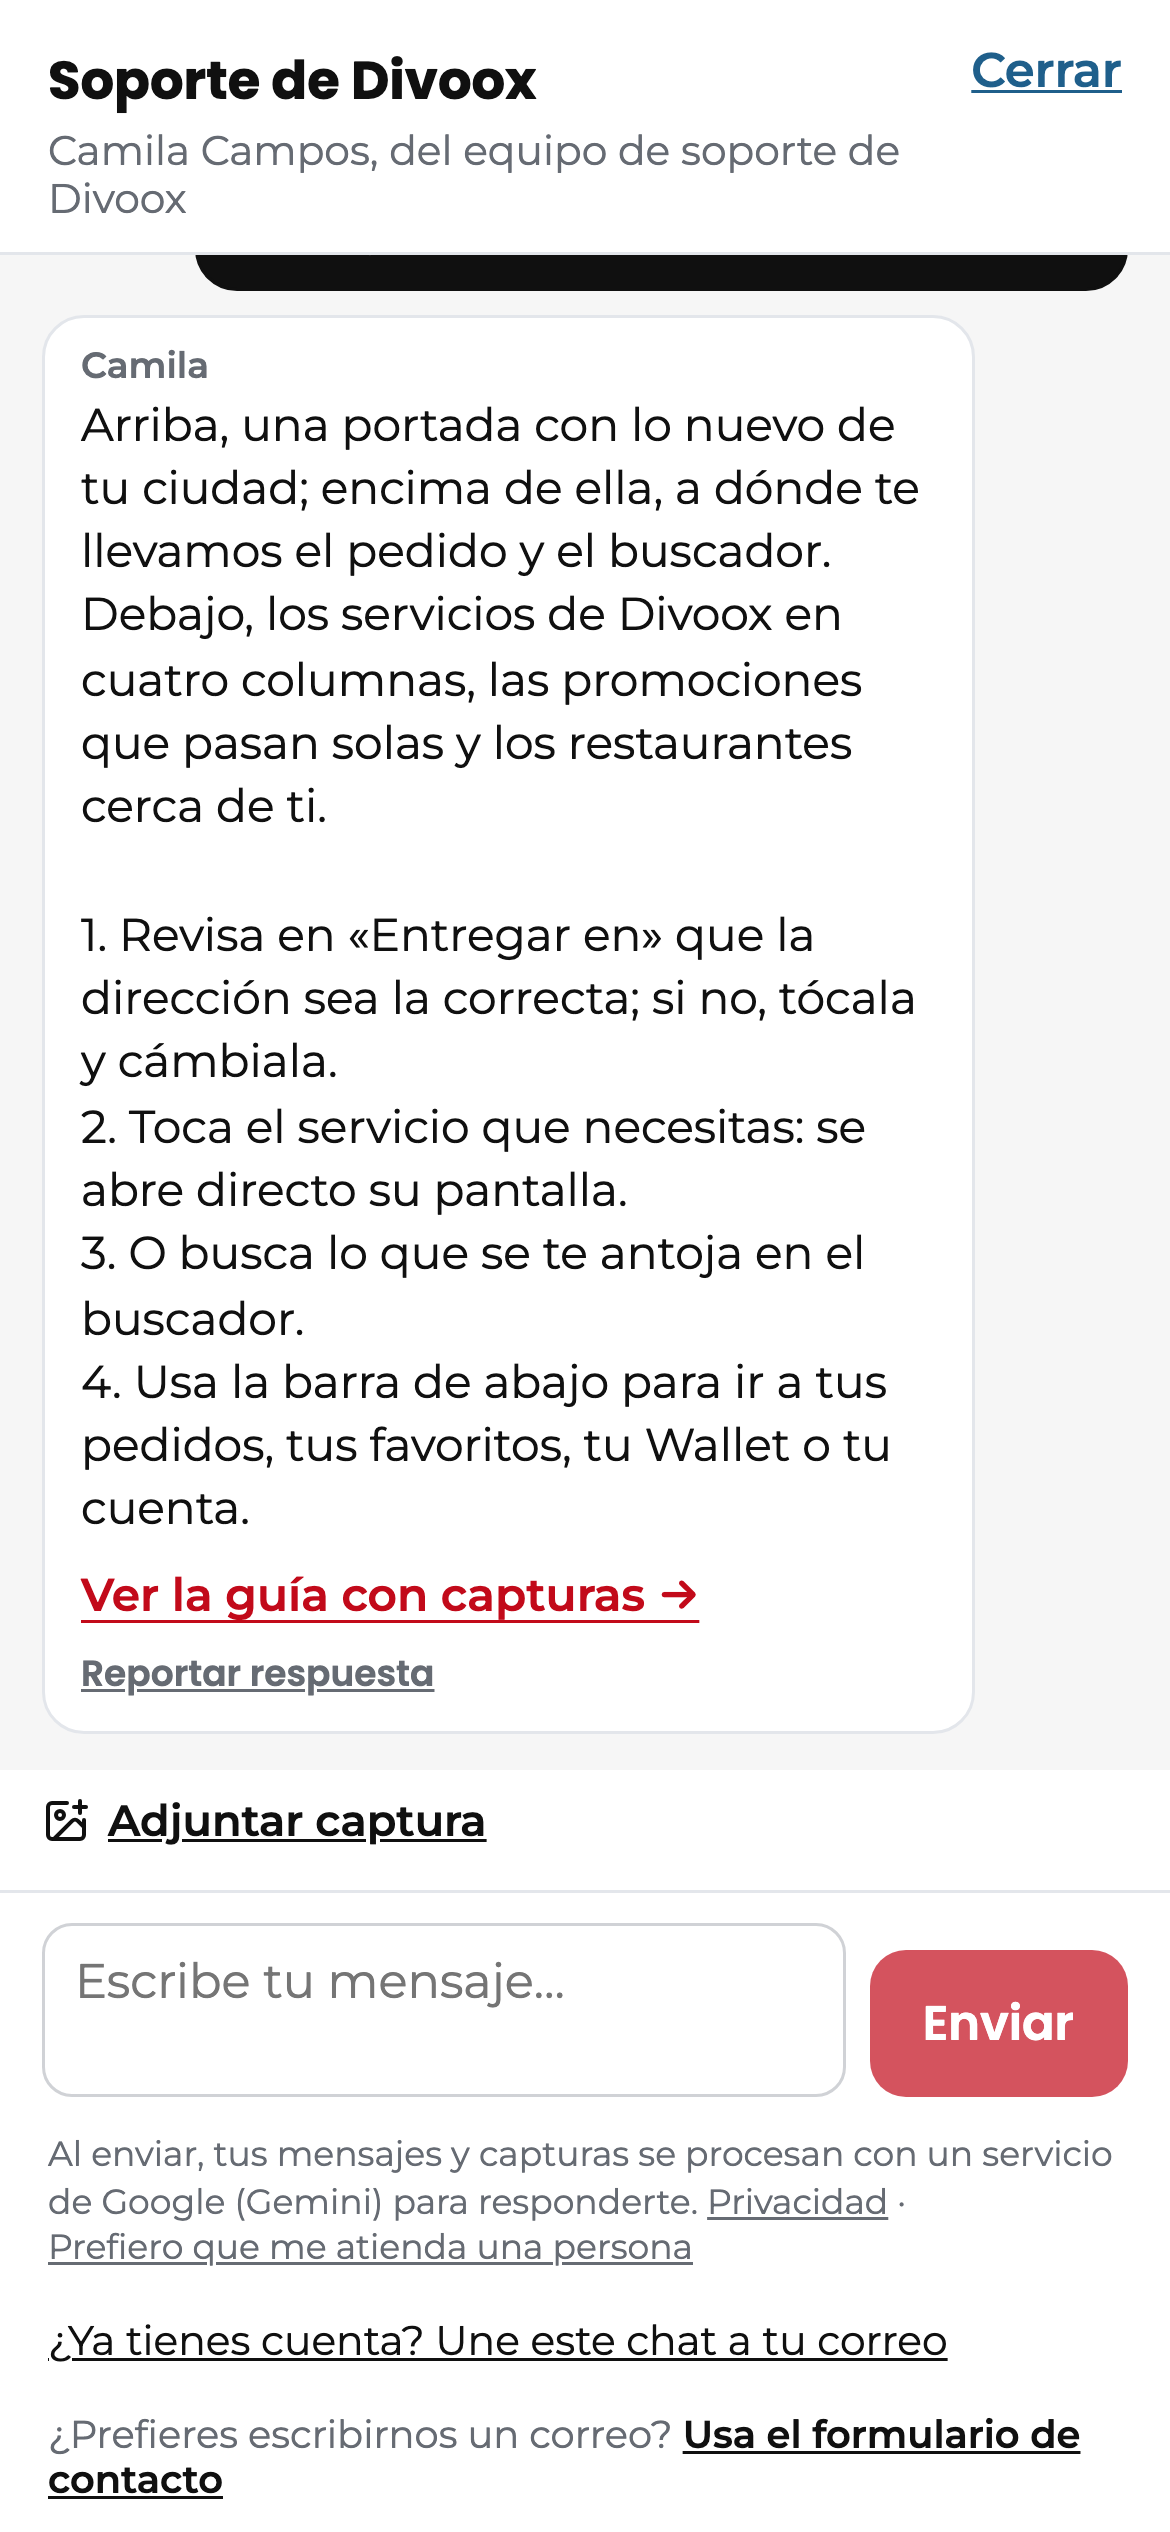 Soporte de Divoox
Cerrar
Camila Campos, del equipo de soporte de
Divoox
Camila
Arriba, una portada con lo nuevo de
tu ciudad; encima de ella, a dónde te
llevamos el pedido y el buscador.
Debajo, los servicios de Divoox en
cuatro columnas, las promociones
que pasan solas y los restaurantes
cerca de ti.
1. Revisa en «Entregar en» que la
dirección sea la correcta; si no, tócala
y cámbiala.
2. Toca el servicio que necesitas: se
abre directo su pantalla.
3. O busca lo que se te antoja en el
buscador.
4. Usa la barra de abajo para ir a tus
pedidos, tus favoritos, tu Wallet o tu
cuenta.
Ver la guía con capturas →
Reportar respuesta
Adjuntar captura
Escribe tu mensaje...
Enviar
Al enviar, tus mensajes y capturas se procesan con un servicio
de Google (Gemini) para responderte. Privacidad ·
Prefiero que me atienda una persona
¿Ya tienes cuenta? Une este chat a tu correo
¿Prefieres escribirnos un correo? Usa el formulario de
contacto